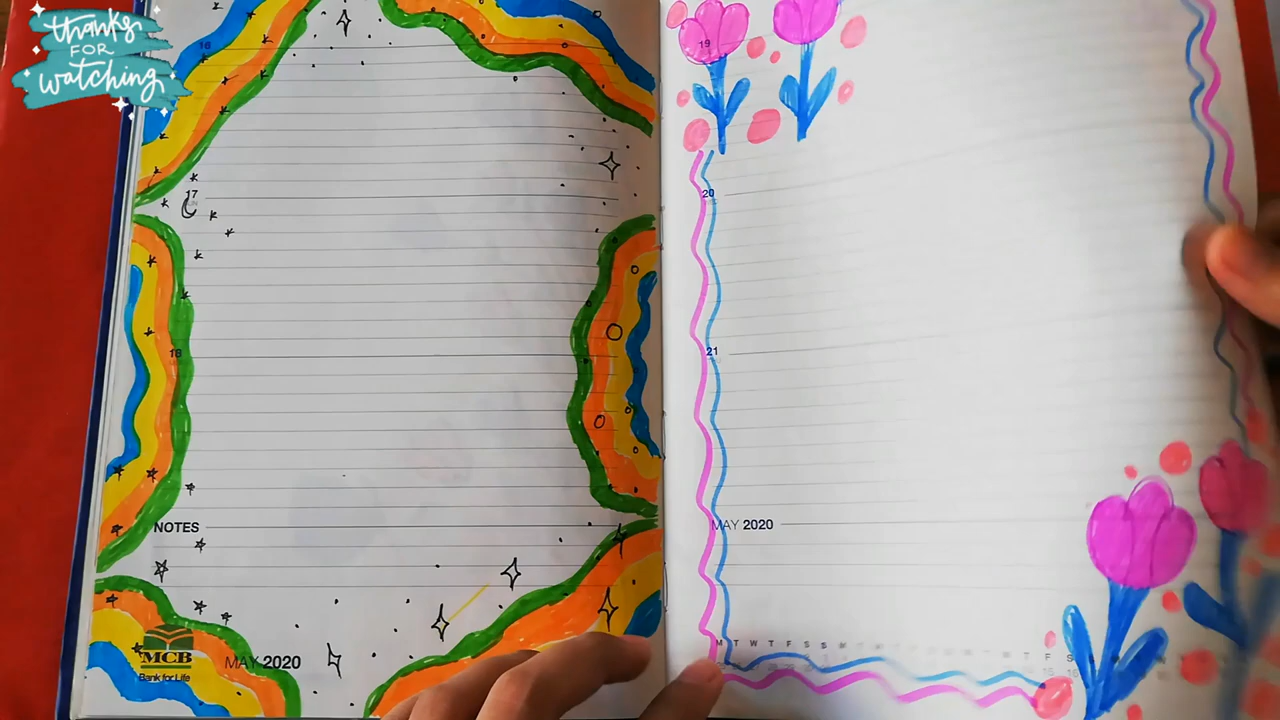 thanks
FOR
watching
16
17
18
NOTES
MCB
Bank for Life
MAY 2020
19
20
21
MAY 2020
M T W T F S S
T F S